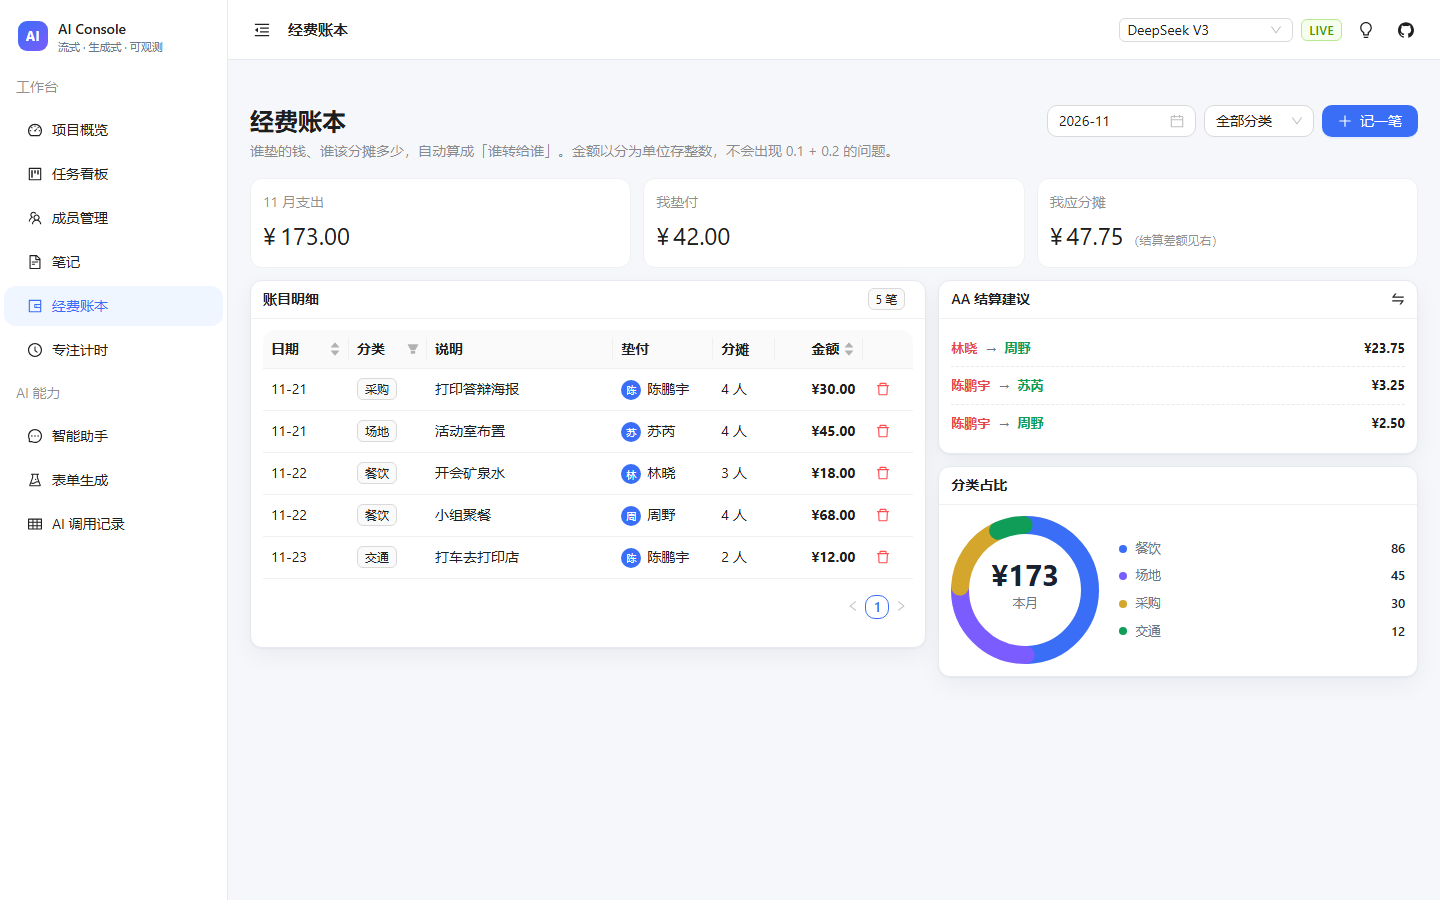 AI
AI Console
流式 · 生成式 · 可观测
工作台
项目概览
任务看板
成员管理
笔记
经费账本
专注计时
AI 能力
智能助手
表单生成
AI 调用记录
经费账本
DeepSeek V3
LIVE
经费账本
谁垫的钱、谁该分摊多少，自动算成「谁转给谁」。金额以分为单位存整数，不会出现 0.1 + 0.2 的问题。
2026-11
全部分类
记一笔
11 月支出
¥ 173.00
我垫付
¥ 42.00
我应分摊
¥ 47.75 （结算差额见右）
账目明细
5 笔
日期 分类 说明 垫付 分摊 金额
11-21 采购 打印答辩海报 陈 陈鹏宇 4 人 ¥30.00
11-21 场地 活动室布置 苏 苏芮 4 人 ¥45.00
11-22 餐饮 开会矿泉水 林 林晓 3 人 ¥18.00
11-22 餐饮 小组聚餐 周 周野 4 人 ¥68.00
11-23 交通 打车去打印店 陈 陈鹏宇 2 人 ¥12.00
1
AA 结算建议
林晓 → 周野 ¥23.75
陈鹏宇 → 苏芮 ¥3.25
陈鹏宇 → 周野 ¥2.50
分类占比
¥173
本月
餐饮 86
场地 45
采购 30
交通 12